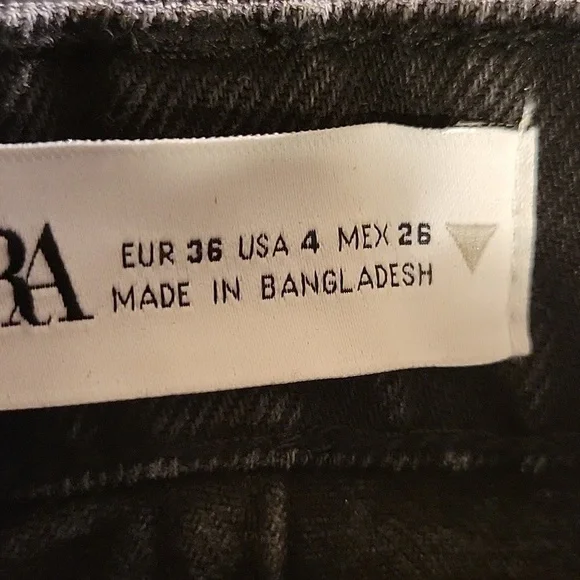 RA
EUR 36 USA 4 MEX 26
MADE IN BANGLADESH